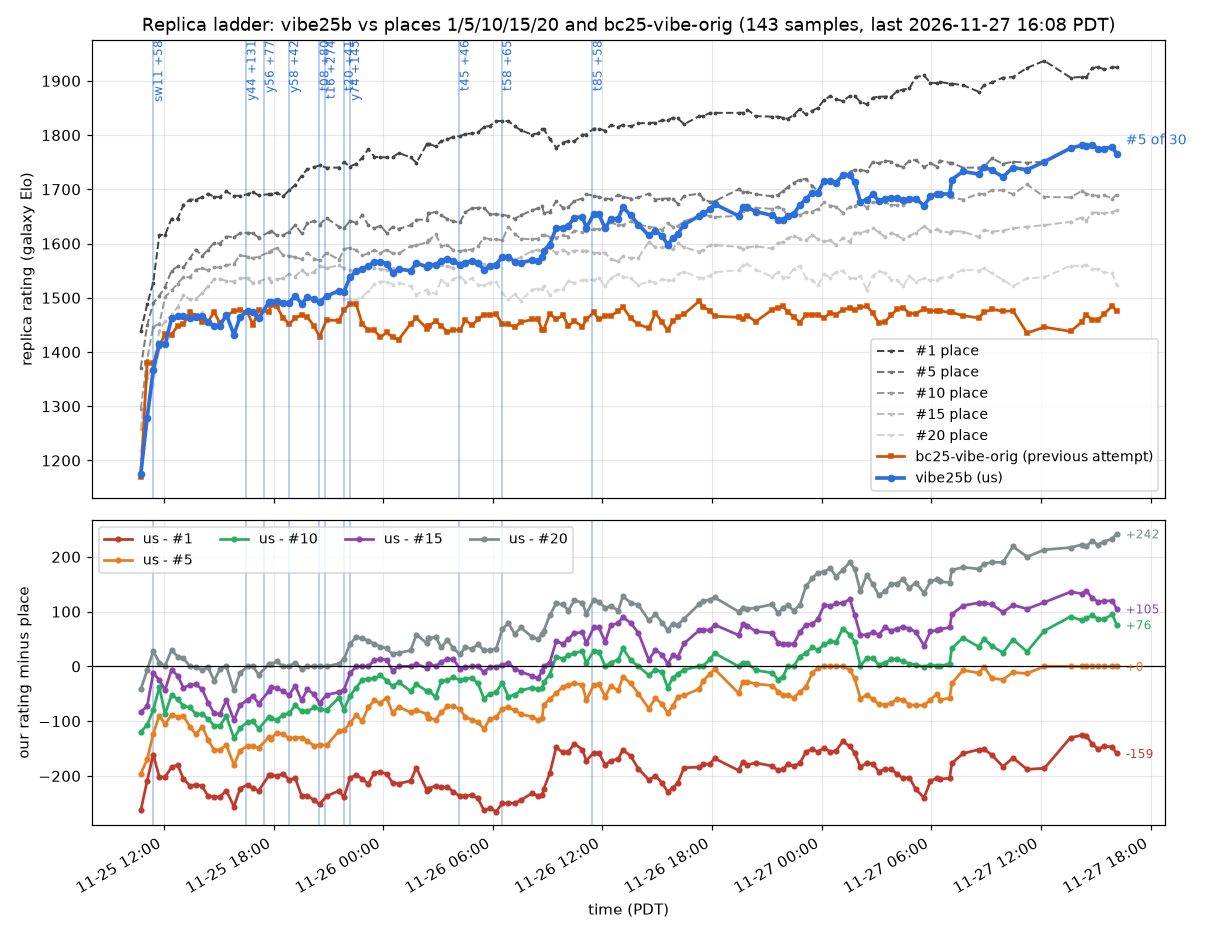 Replica ladder: vibe25b vs places 1/5/10/15/20 and bc25-vibe-orig (143 samples, last 2026-11-27 16:08 PDT)
replica rating (galaxy Elo)
1900
1800
1700
1600
1500
1400
1300
1200
sw11 +58
y44 +131
y56 +77
y58 +42
t08 +80
t16 +274
t20 +41
y74 +145
t45 +46
t58 +65
t85 +58
#5 of 30
#1 place
#5 place
#10 place
#15 place
#20 place
bc25-vibe-orig (previous attempt)
vibe25b (us)
our rating minus place
200
100
0
−100
−200
us - #1
us - #5
us - #10
us - #15
us - #20
+242
+105
+76
+0
-159
11-25 12:00
11-25 18:00
11-26 00:00
11-26 06:00
11-26 12:00
11-26 18:00
11-27 00:00
11-27 06:00
11-27 12:00
11-27 18:00
time (PDT)